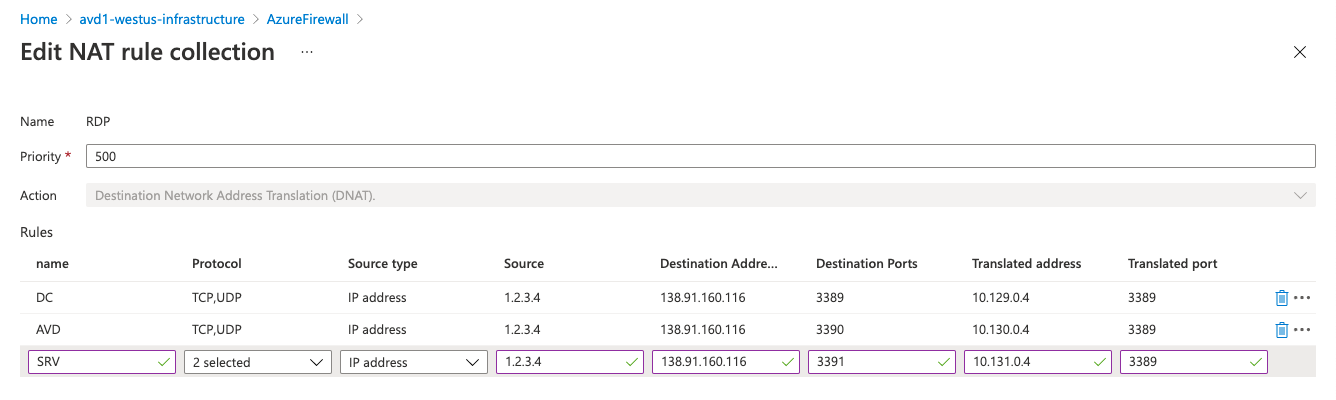 Home > avd1-westus-infrastructure > AzureFirewall >
Edit NAT rule collection ...
Name RDP
Priority * 500
Action Destination Network Address Translation (DNAT).
Rules
name Protocol Source type Source Destination Addre... Destination Ports Translated address Translated port
DC TCP,UDP IP address 1.2.3.4 138.91.160.116 3389 10.129.0.4 3389
AVD TCP,UDP IP address 1.2.3.4 138.91.160.116 3390 10.130.0.4 3389
SRV 2 selected IP address 1.2.3.4 138.91.160.116 3391 10.131.0.4 3389